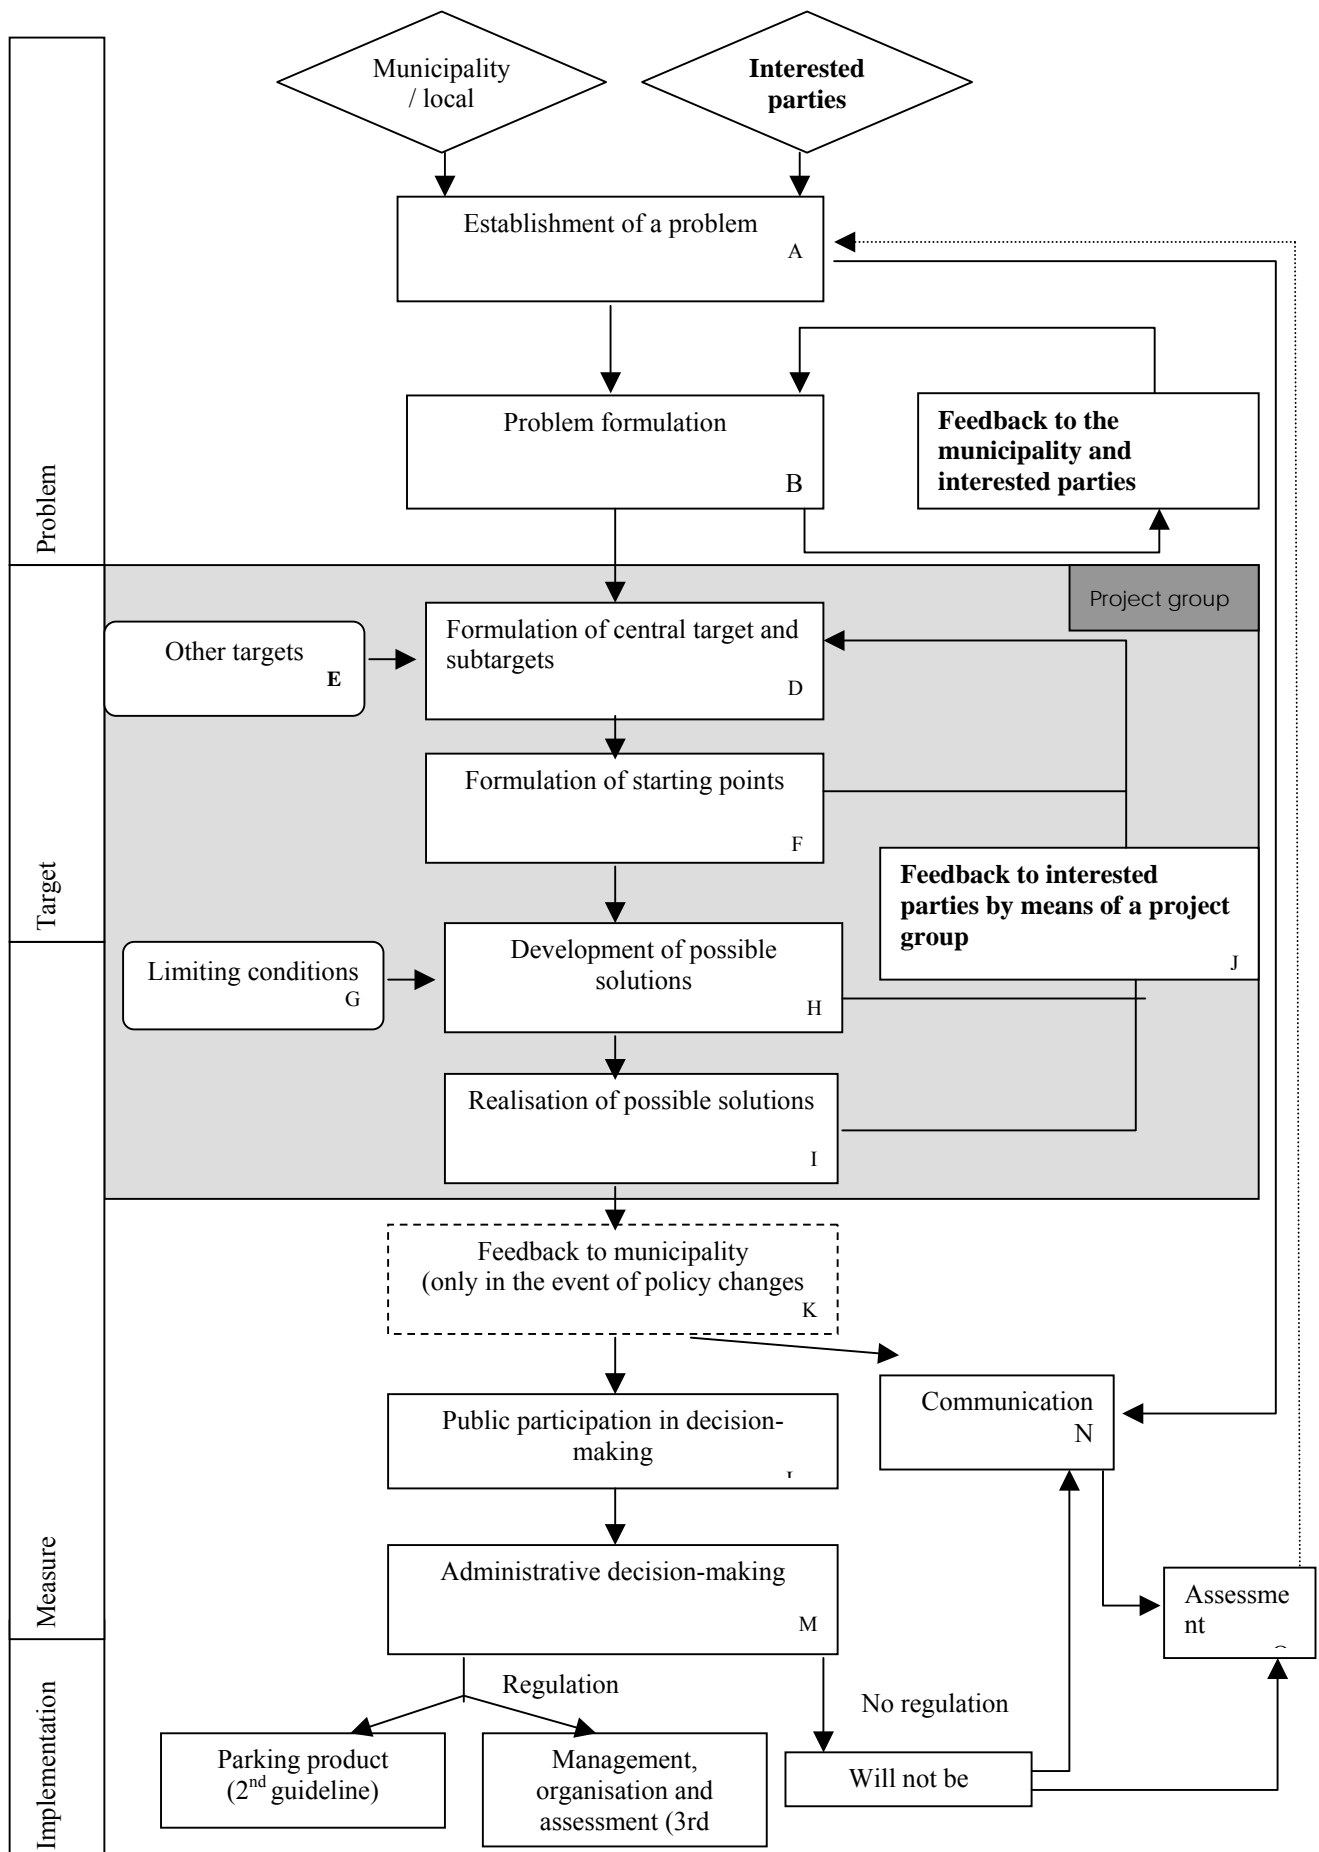 Municipality
/ local
Interested
parties
Establishment of a problem
A
Problem formulation
B
Feedback to the
municipality and
interested parties
Problem
Project group
Other targets
E
Formulation of central target and
subtargets
D
Formulation of starting points
F
Target
Feedback to interested
parties by means of a project
group
J
Limiting conditions
G
Development of possible
solutions
H
Realisation of possible solutions
I
Feedback to municipality
(only in the event of policy changes
K
Public participation in decision-
making
Communication
N
Administrative decision-making
M
Measure
Assessme
nt
Regulation
No regulation
Parking product
(2nd guideline)
Management,
organisation and
assessment (3rd
Will not be
Implementation